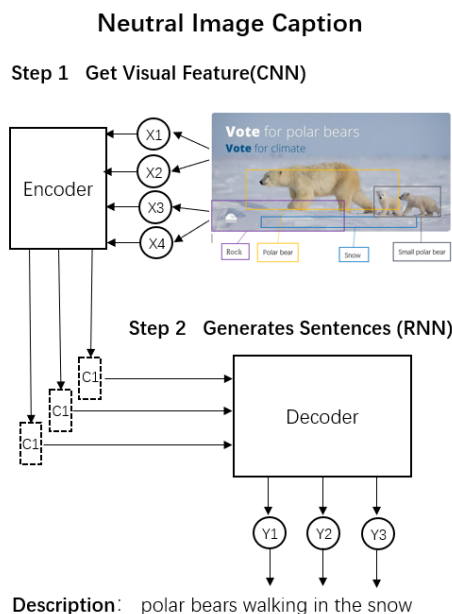 Neutral Image Caption
Step 1 Get Visual Feature(CNN)
Vote for polar bears
Vote for climate
X1
X2
X3
X4
Encoder
Rock
Polar bear
Snow
Small polar bear
Step 2 Generates Sentences (RNN)
C1
C1
C1
Decoder
Y1
Y2
Y3
Description: polar bears walking in the snow